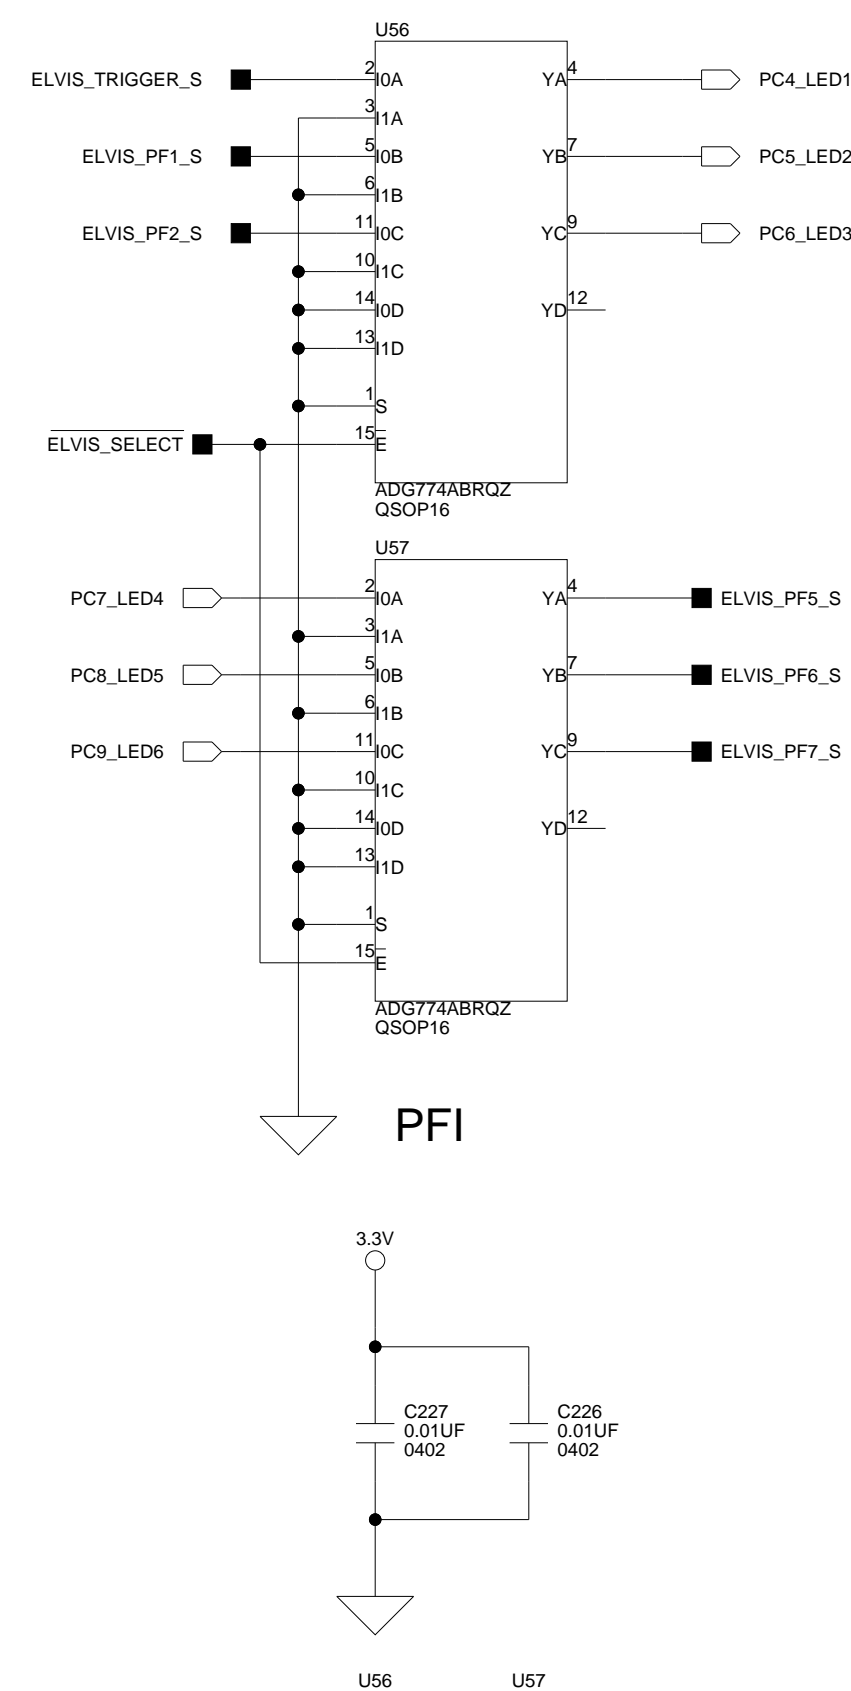 U56
ELVIS_TRIGGER_S 2 I0A YA 4 PC4_LED1
3 I1A
ELVIS_PF1_S 5 I0B YB 7 PC5_LED2
6 I1B
ELVIS_PF2_S 11 I0C YC 9 PC6_LED3
10 I1C
14 I0D YD 12
13 I1D
1 S
ELVIS_SELECT 15 E
ADG774ABRQZ
QSOP16
U57
PC7_LED4 2 I0A YA 4 ELVIS_PF5_S
3 I1A
PC8_LED5 5 I0B YB 7 ELVIS_PF6_S
6 I1B
PC9_LED6 11 I0C YC 9 ELVIS_PF7_S
10 I1C
14 I0D YD 12
13 I1D
1 S
15 E
ADG774ABRQZ
QSOP16
PFI
3.3V
C227
0.01UF
0402
C226
0.01UF
0402
U56 U57